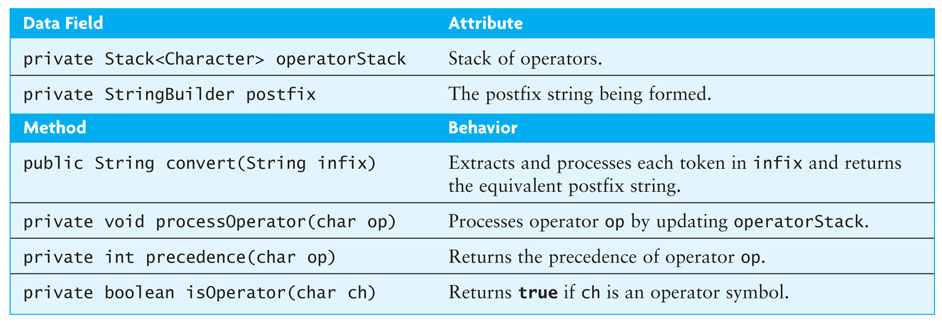 Data Field Attribute
private Stack<Character> operatorStack Stack of operators.
private StringBuilder postfix The postfix string being formed.
Method Behavior
public String convert(String infix) Extracts and processes each token in infix and returns
the equivalent postfix string.
private void processOperator(char op) Processes operator op by updating operatorStack.
private int precedence(char op) Returns the precedence of operator op.
private boolean isOperator(char ch) Returns true if ch is an operator symbol.